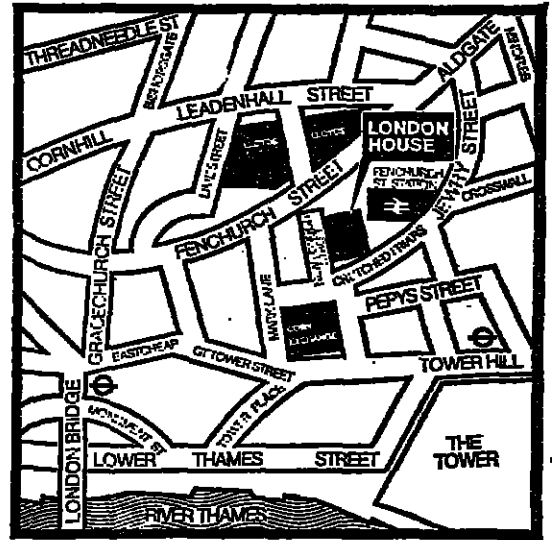 THREADNEEDLE ST
BISHOPSGATE
ALDGATE
LEADENHALL STREET
CORNHILL
LIME STREET
LLOYDS
LLOYDS
LONDON
HOUSE
FENCHURCH
ST. STATION
JEWRY STREET
CROSSWALL
GRACECHURCH STREET
FENCHURCH STREET
MARK LANE
CRUTCHED FRIARS
PEPYS STREET
EASTCHEAP
GT TOWER STREET
TOWER HILL
MONUMENT ST
TOWER PLACE
LONDON BRIDGE
LOWER THAMES STREET
THE
TOWER
RIVER THAMES